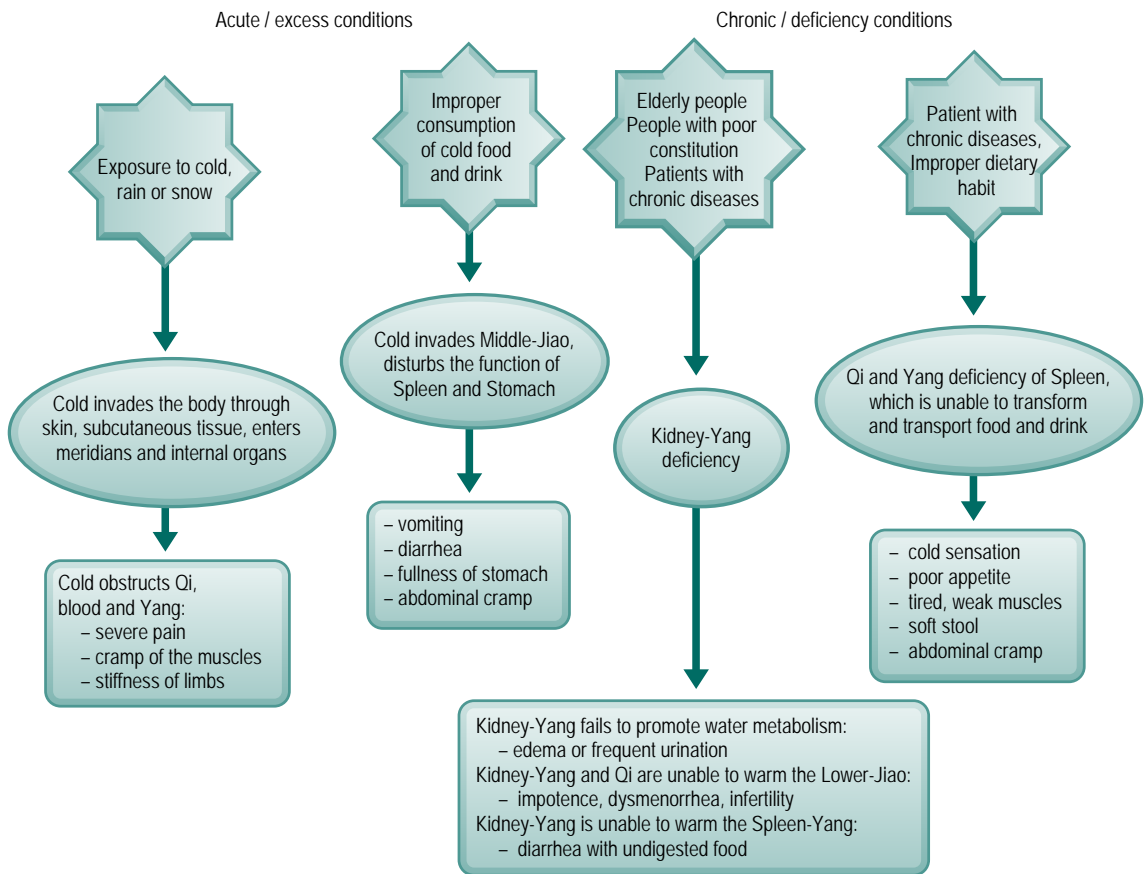 Acute / excess conditions
Chronic / deficiency conditions
Exposure to cold,
rain or snow
Cold invades the body through
skin, subcutaneous tissue, enters
meridians and internal organs
Cold obstructs Qi,
blood and Yang:
– severe pain
– cramp of the muscles
– stiffness of limbs
Improper
consumption
of cold food
and drink
Cold invades Middle-Jiao,
disturbs the function of
Spleen and Stomach
– vomiting
– diarrhea
– fullness of stomach
– abdominal cramp
Elderly people
People with poor
constitution
Patients with
chronic diseases
Kidney-Yang
deficiency
Kidney-Yang fails to promote water metabolism:
– edema or frequent urination
Kidney-Yang and Qi are unable to warm the Lower-Jiao:
– impotence, dysmenorrhea, infertility
Kidney-Yang is unable to warm the Spleen-Yang:
– diarrhea with undigested food
Patient with
chronic diseases,
Improper dietary
habit
Qi and Yang deficiency of Spleen,
which is unable to transform
and transport food and drink
– cold sensation
– poor appetite
– tired, weak muscles
– soft stool
– abdominal cramp